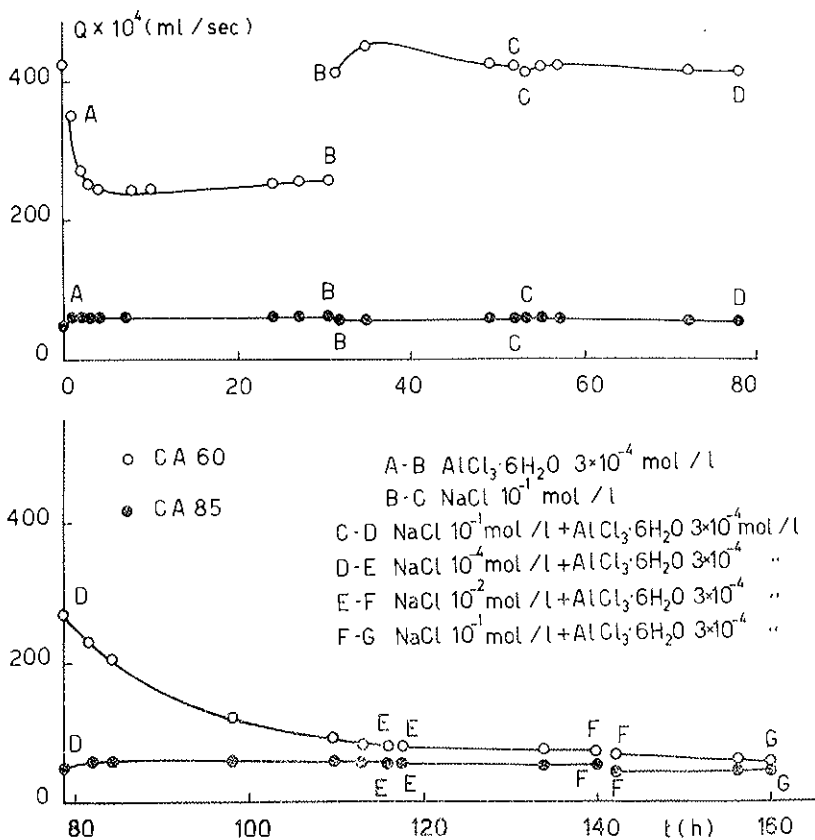 Q × 10⁴ (ml/sec)
400
200
0
A
B
B
C
C
D
A
B
B
C
C
D
0 20 40 60 80
○ CA 60
● CA 85
A-B AlCl₃·6H₂O 3×10⁻⁴ mol/l
B-C NaCl 10⁻¹ mol/l
C-D NaCl 10⁻¹ mol/l + AlCl₃·6H₂O 3×10⁻⁴ mol/l
D-E NaCl 10⁻⁴ mol/l + AlCl₃·6H₂O 3×10⁻⁴ "
E-F NaCl 10⁻² mol/l + AlCl₃·6H₂O 3×10⁻⁴ "
F-G NaCl 10⁻¹ mol/l + AlCl₃·6H₂O 3×10⁻⁴ "
400
200
0
D
E E
F F
G
D
E E
F F
G
80 100 120 140 t(h) 160